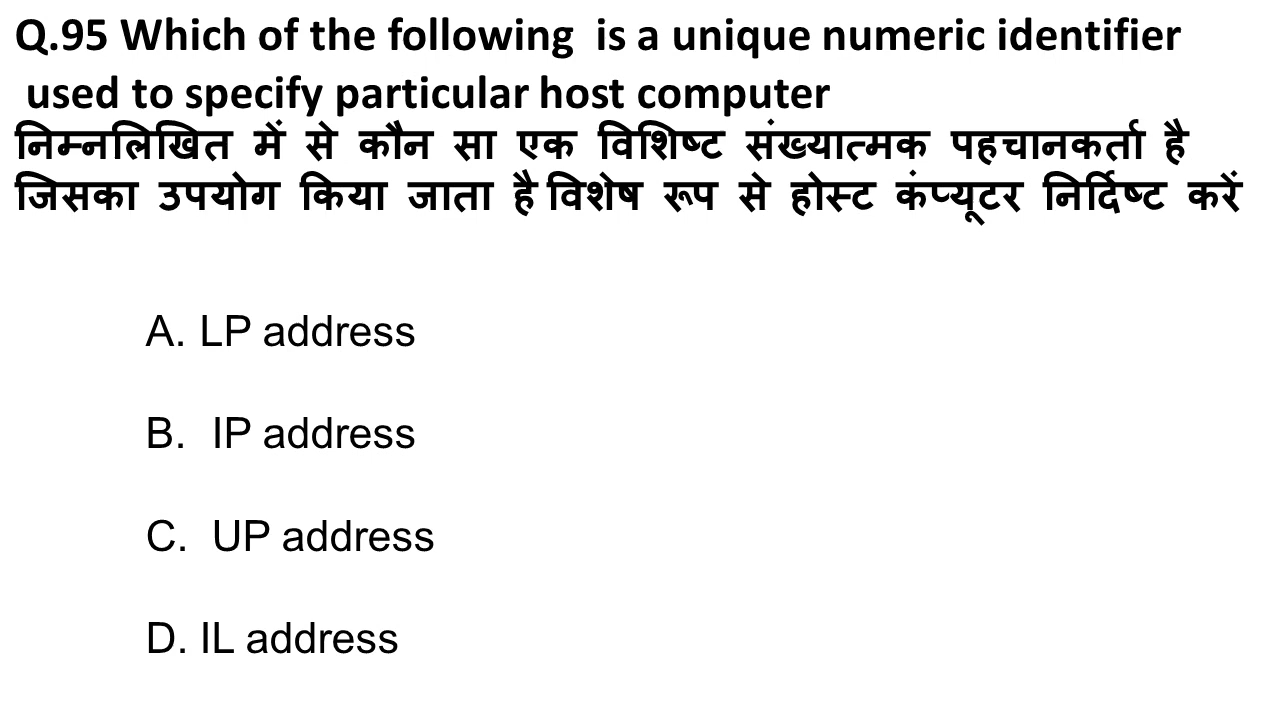 Q.95 Which of the following is a unique numeric identifier
used to specify particular host computer
निम्नलिखित में से कौन सा एक विशिष्ट संख्यात्मक पहचानकर्ता है
जिसका उपयोग किया जाता है विशेष रूप से होस्ट कंप्यूटर निर्दिष्ट करें
A. LP address
B. IP address
C. UP address
D. IL address